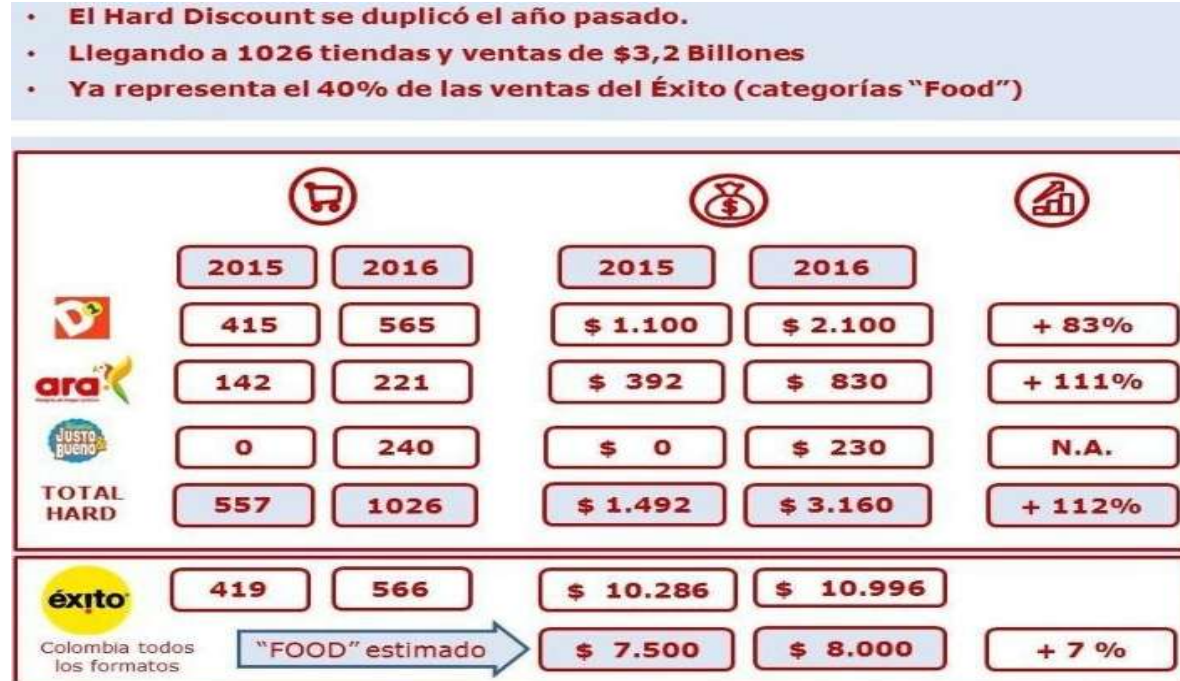 • El Hard Discount se duplicó el año pasado.
• Llegando a 1026 tiendas y ventas de $3,2 Billones
• Ya representa el 40% de las ventas del Éxito (categorías “Food”)
$
2015 2016 2015 2016
D1 415 565 $ 1.100 $ 2.100 + 83%
ara 142 221 $ 392 $ 830 + 111%
JUSTO & BUENO 0 240 $ 0 $ 230 N.A.
TOTAL HARD 557 1026 $ 1.492 $ 3.160 + 112%
éxito 419 566 $ 10.286 $ 10.996
Colombia todos
los formatos
“FOOD” estimado $ 7.500 $ 8.000 + 7 %